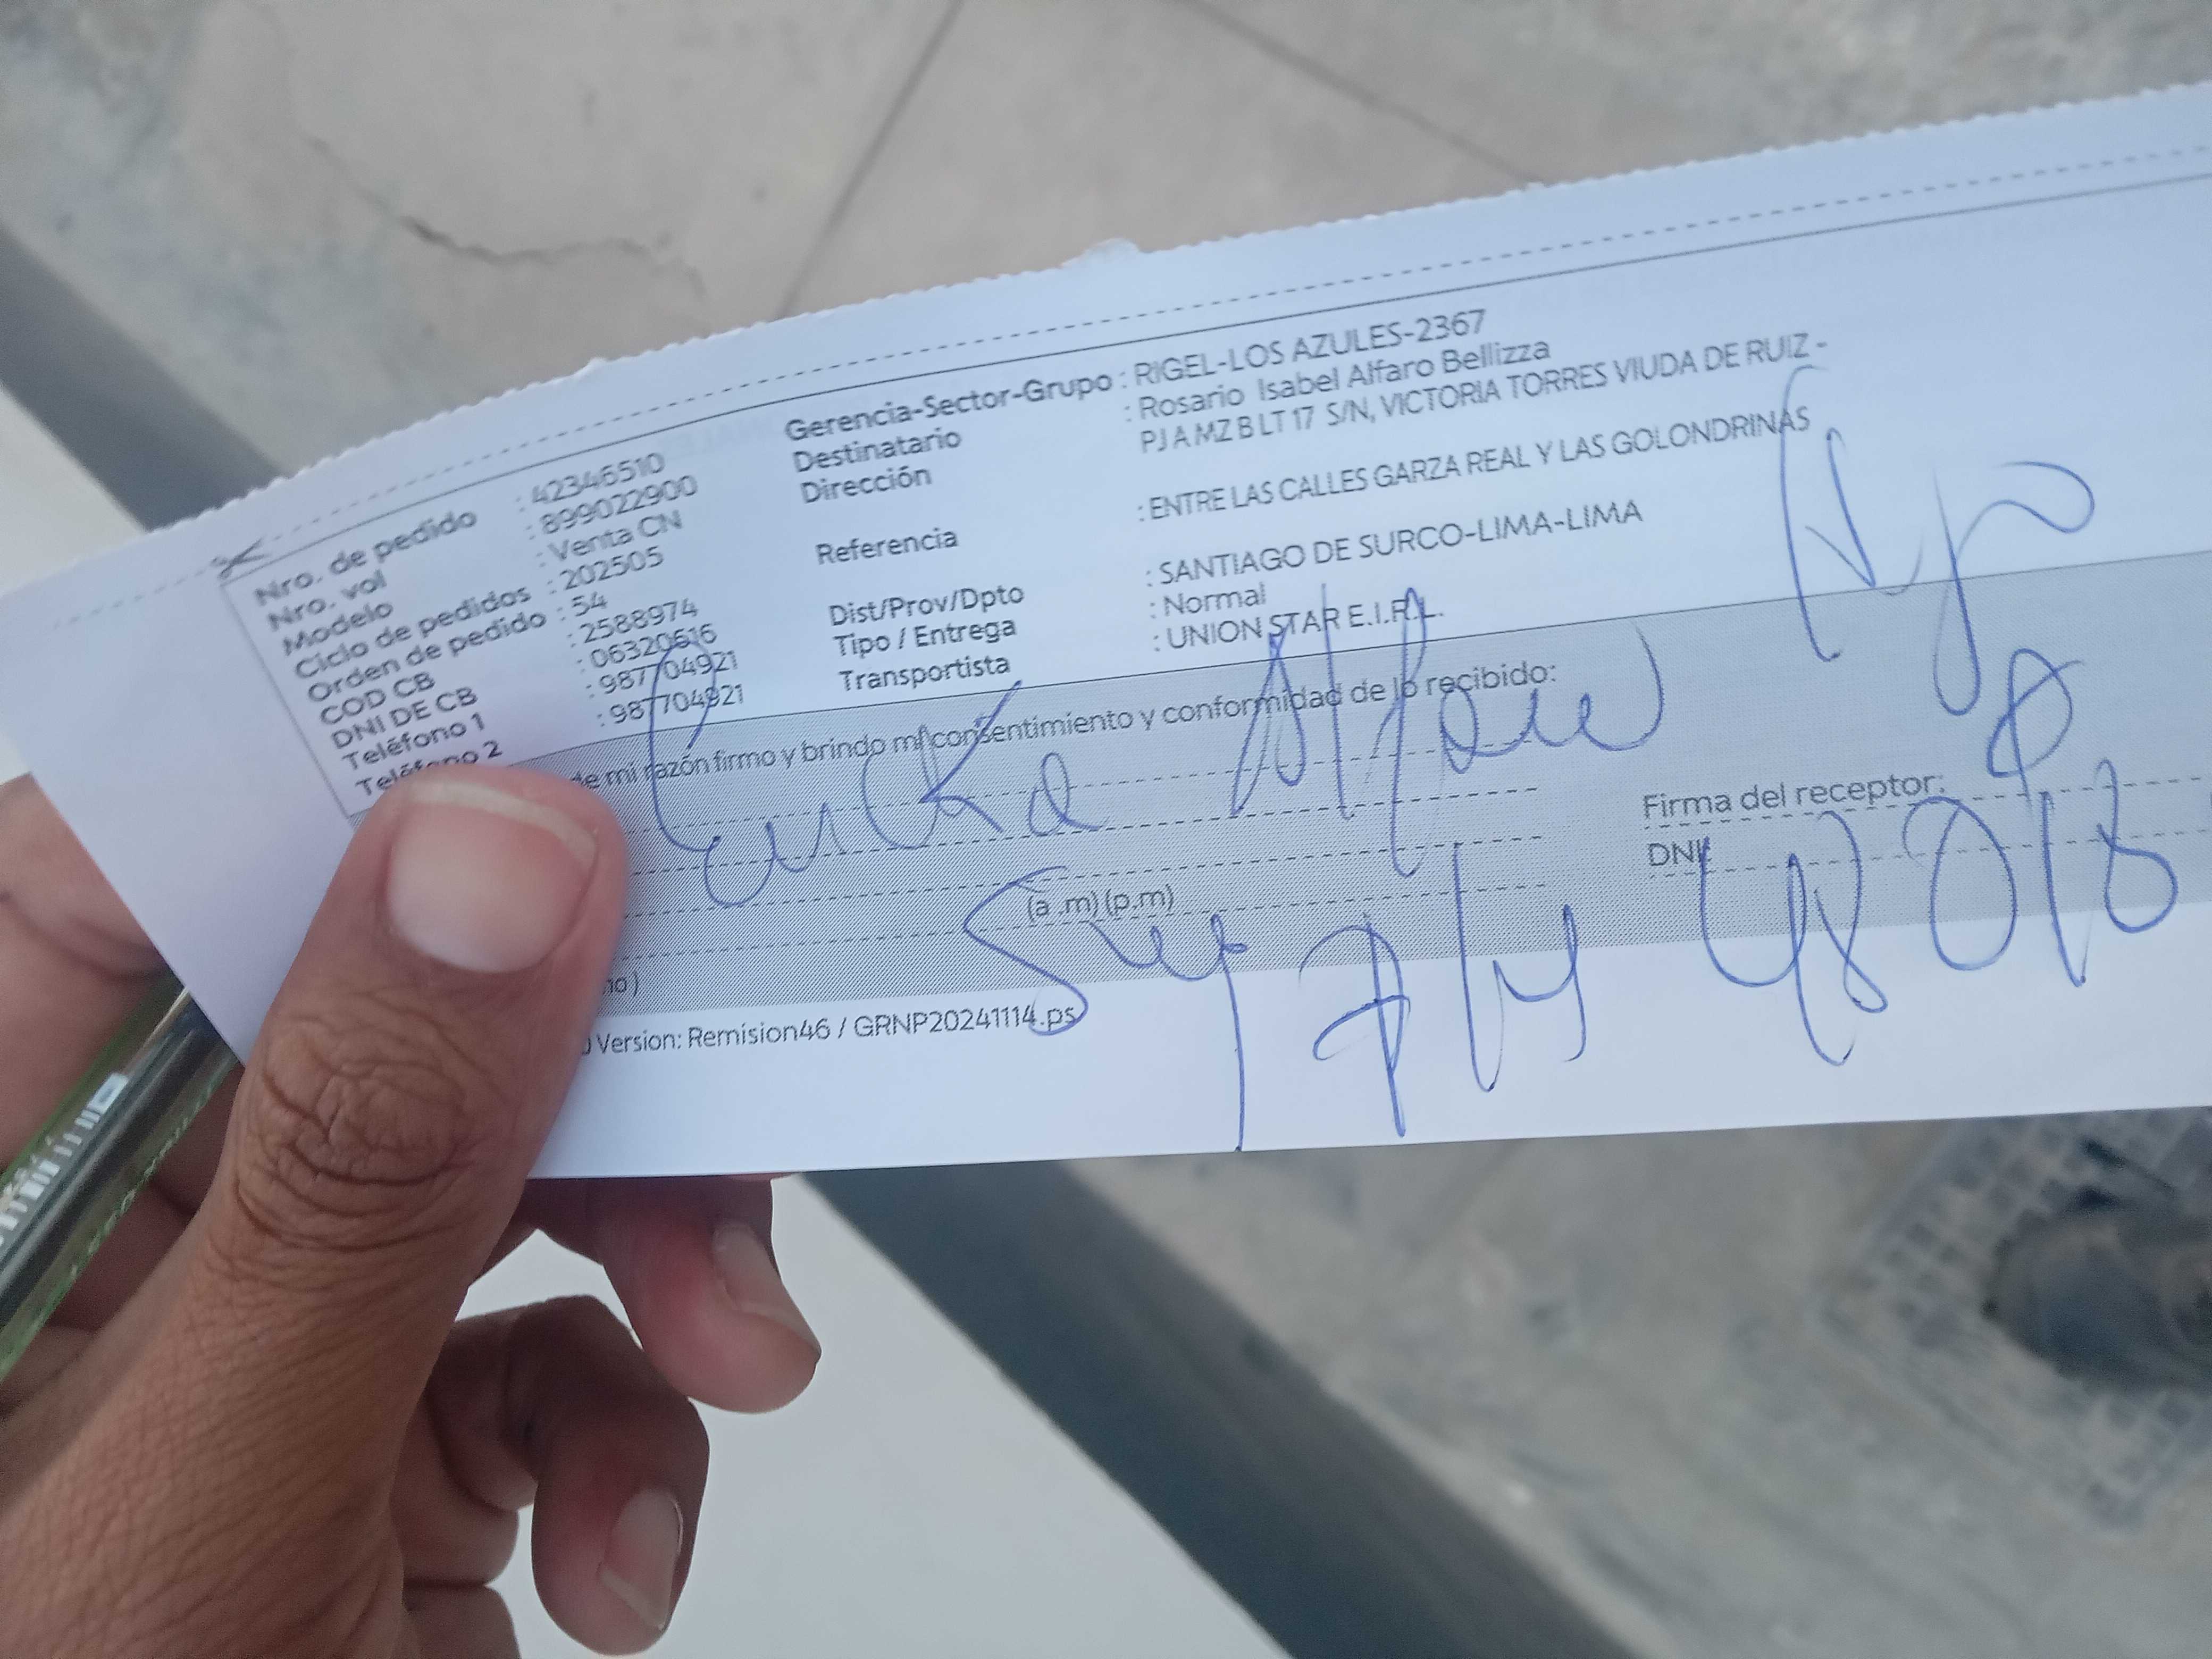 Nro. de pedido : 42346510
Nro. vol : 899022900
Modelo : Venta CN
Ciclo de pedidos : 202505
Orden de pedido : 54
COD CB : 2588974
DNI DE CB : 06320616
Teléfono 1 : 987704921
Teléfono 2 : 987704921
Gerencia-Sector-Grupo : RIGEL-LOS AZULES-2367
Destinatario : Rosario Isabel Alfaro Bellizza
Dirección PJ A MZ B LT 17 S/N, VICTORIA TORRES VIUDA DE RUIZ -
Referencia : ENTRE LAS CALLES GARZA REAL Y LAS GOLONDRINAS
Dist/Prov/Dpto : SANTIAGO DE SURCO-LIMA-LIMA
Tipo / Entrega : Normal
Transportista : UNION STAR E.I.R.L.
de mi razón firmo y brindo mi consentimiento y conformidad de lo recibido:
Firma del receptor:
DNI:
(a .m) (p.m)
Version: Remision46 / GRNP20241114.ps